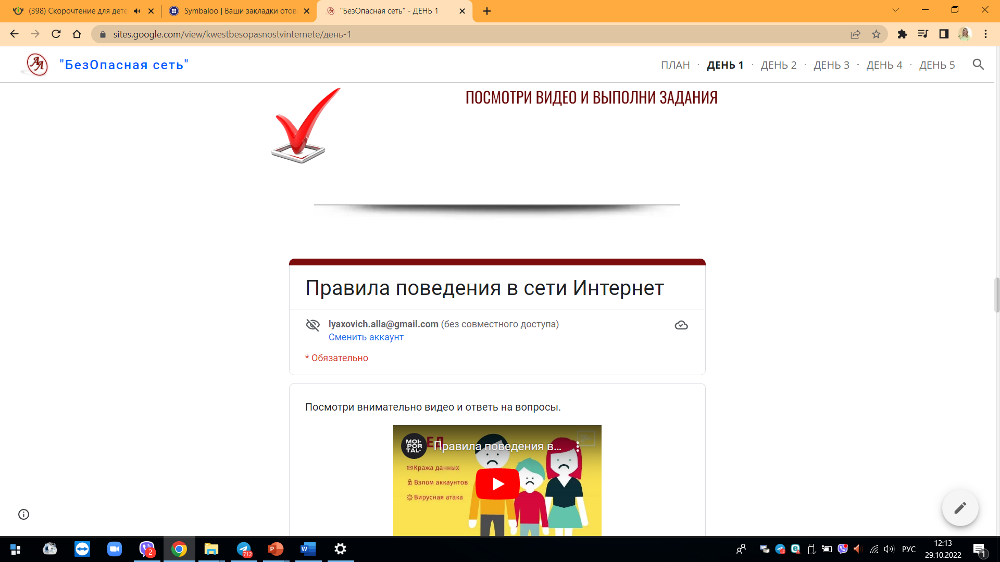 (398) Скорочтение для дете
Symbaloo | Ваши закладки отов
"БезОпасная сеть" - ДЕНЬ 1
sites.google.com/view/kwestbesopasnostvinternete/день-1
АЛ
"БезОпасная сеть"
ПЛАН · ДЕНЬ 1 · ДЕНЬ 2 · ДЕНЬ 3 · ДЕНЬ 4 · ДЕНЬ 5
ПОСМОТРИ ВИДЕО И ВЫПОЛНИ ЗАДАНИЯ
Правила поведения в сети Интернет
lyaxovich.alla@gmail.com (без совместного доступа)
Сменить аккаунт
* Обязательно
Посмотри внимательно видео и ответь на вопросы.
MOI-
POR
TAL
Правила поведения в...
Кража данных
Взлом аккаунтов
Вирусная атака
2
712
P
W
РУС
12:13
29.10.2022
1